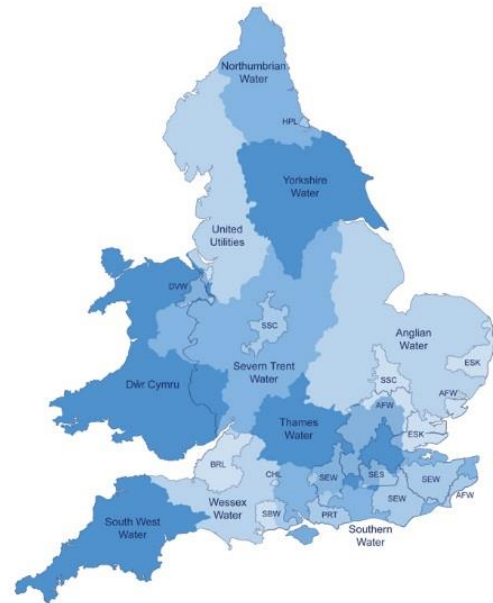 Northumbrian
Water
HPL
Yorkshire
Water
United
Utilities
DVW
SSC
Anglian
Water
ESK
Severn Trent
Water
SSC
Dŵr Cymru
AFW
AFW
Thames
Water
ESK
BRL
CHL
SEW
SES
SEW
Wessex
Water
SEW
AFW
SBW
PRT
South West
Water
Southern
Water